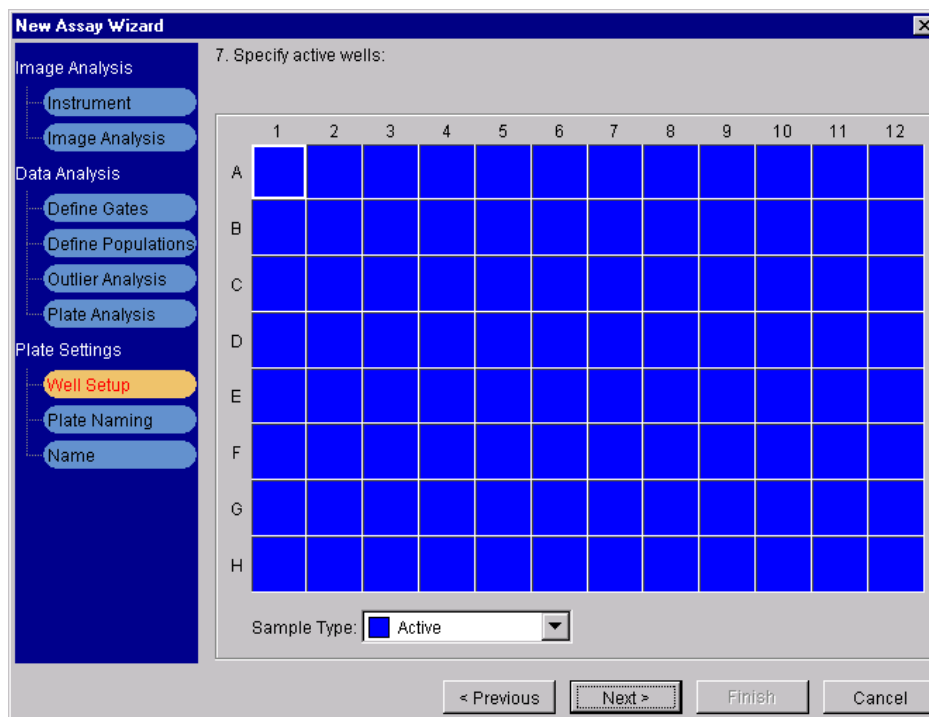 New Assay Wizard
Image Analysis
Instrument
Image Analysis
Data Analysis
Define Gates
Define Populations
Outlier Analysis
Plate Analysis
Plate Settings
Well Setup
Plate Naming
Name
7. Specify active wells:
1 2 3 4 5 6 7 8 9 10 11 12
A
B
C
D
E
F
G
H
Sample Type: Active
< Previous Next > Finish Cancel